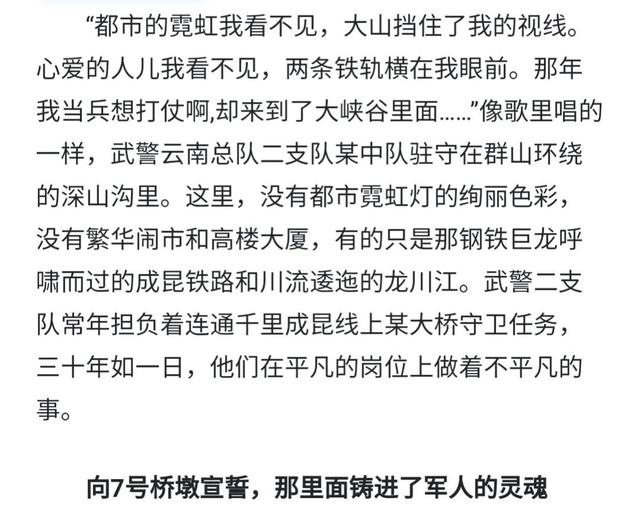 “都市的霓虹我看不见，大山挡住了我的视线。
心爱的人儿我看不见，两条铁轨横在我眼前。那年
我当兵想打仗啊,却来到了大峡谷里面……”像歌里唱的
一样，武警云南总队二支队某中队驻守在群山环绕
的深山沟里。这里，没有都市霓虹灯的绚丽色彩，
没有繁华闹市和高楼大厦，有的只是那钢铁巨龙呼
啸而过的成昆铁路和川流逶迤的龙川江。武警二支
队常年担负着连通千里成昆线上某大桥守卫任务，
三十年如一日，他们在平凡的岗位上做着不平凡的
事。
向7号桥墩宣誓，那里面铸进了军人的灵魂